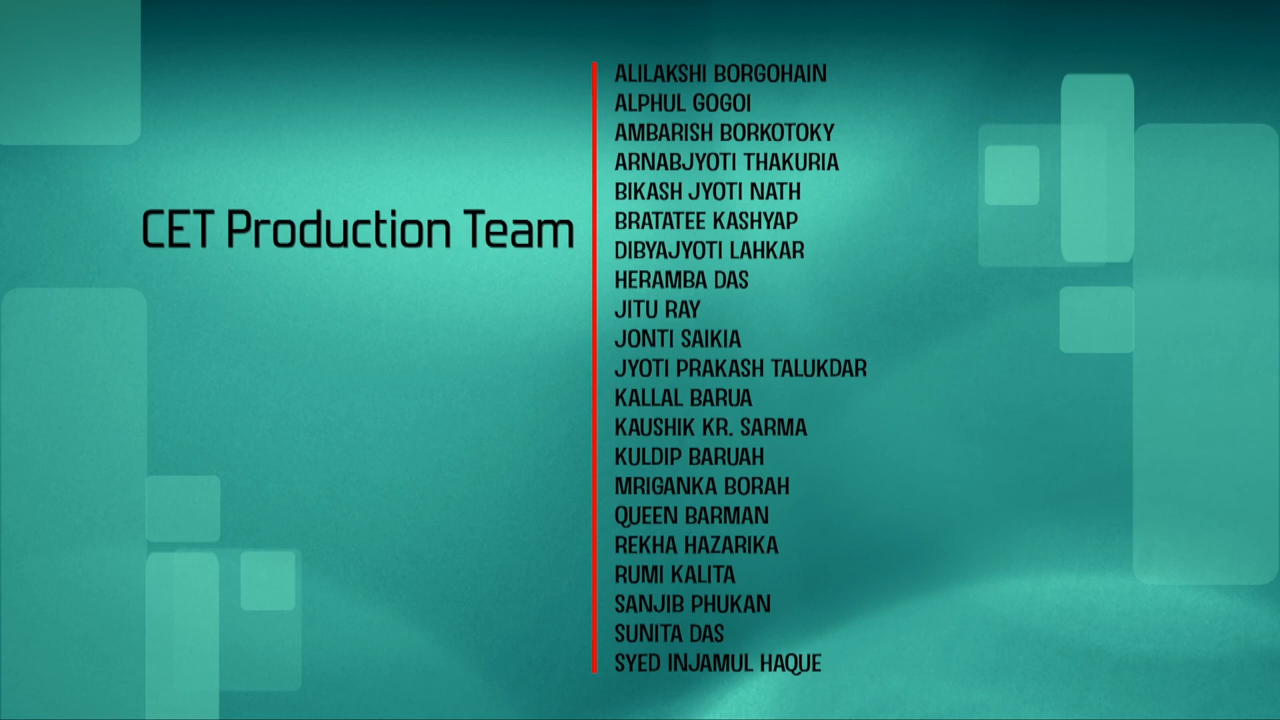 CET Production Team
ALILAKSHI BORGOHAIN
ALPHUL GOGOI
AMBARISH BORKOTOKY
ARNABJYOTI THAKURIA
BIKASH JYOTI NATH
BRATATEE KASHYAP
DIBYAJYOTI LAHKAR
HERAMBA DAS
JITU RAY
JONTI SAIKIA
JYOTI PRAKASH TALUKDAR
KALLAL BARUA
KAUSHIK KR. SARMA
KULDIP BARUAH
MRIGANKA BORAH
QUEEN BARMAN
REKHA HAZARIKA
RUMI KALITA
SANJIB PHUKAN
SUNITA DAS
SYED INJAMUL HAQUE